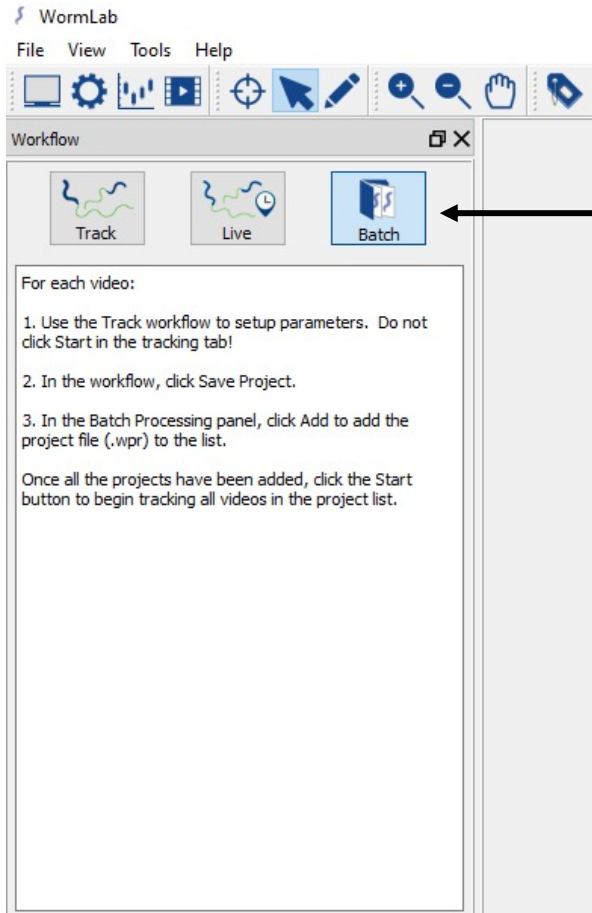 WormLab
File View Tools Help
Workflow
Track Live Batch
For each video:
1. Use the Track workflow to setup parameters. Do not
click Start in the tracking tab!
2. In the workflow, click Save Project.
3. In the Batch Processing panel, click Add to add the
project file (.wpr) to the list.
Once all the projects have been added, click the Start
button to begin tracking all videos in the project list.